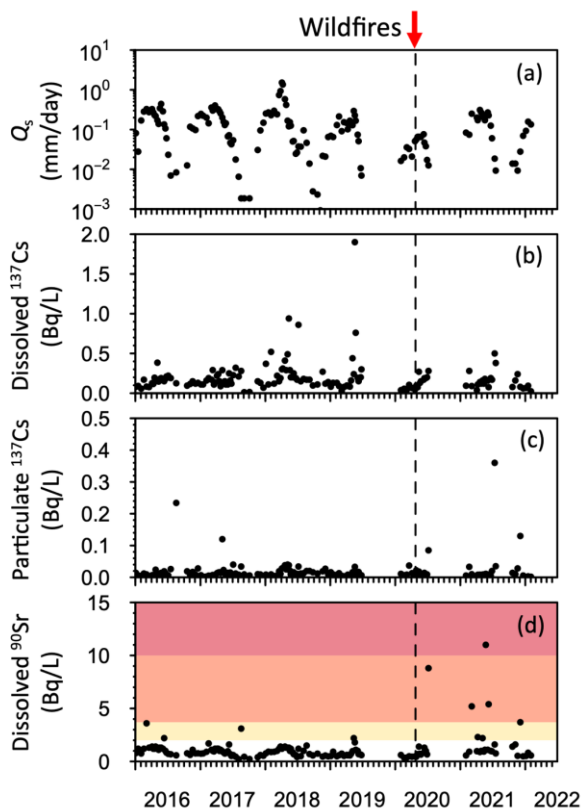 Wildfires
(a)
Qs
(mm/day)
10¹
10⁰
10⁻¹
10⁻²
10⁻³
(b)
Dissolved ¹³⁷Cs
(Bq/L)
2.0
1.5
1.0
0.5
0.0
(c)
Particulate ¹³⁷Cs
(Bq/L)
0.5
0.4
0.3
0.2
0.1
0.0
(d)
Dissolved ⁹⁰Sr
(Bq/L)
15
10
5
0
2016 2017 2018 2019 2020 2021 2022